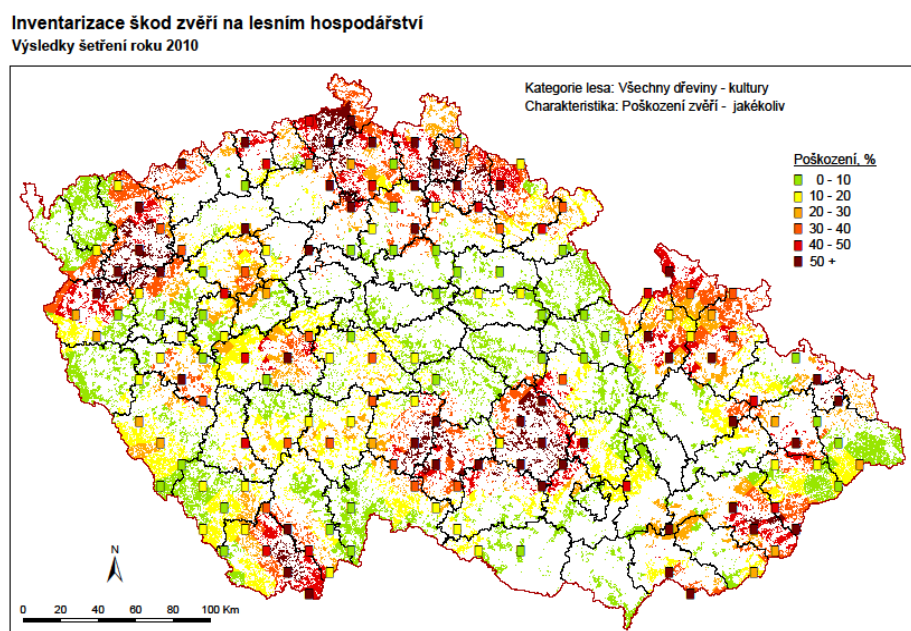 Inventarizace škod zvěří na lesním hospodářství
Výsledky šetření roku 2010
Kategorie lesa: Všechny dřeviny - kultury
Charakteristika: Poškození zvěří - jakékoliv
Poškození, %
0 - 10
10 - 20
20 - 30
30 - 40
40 - 50
50 +
N
0 20 40 60 80 100 Km